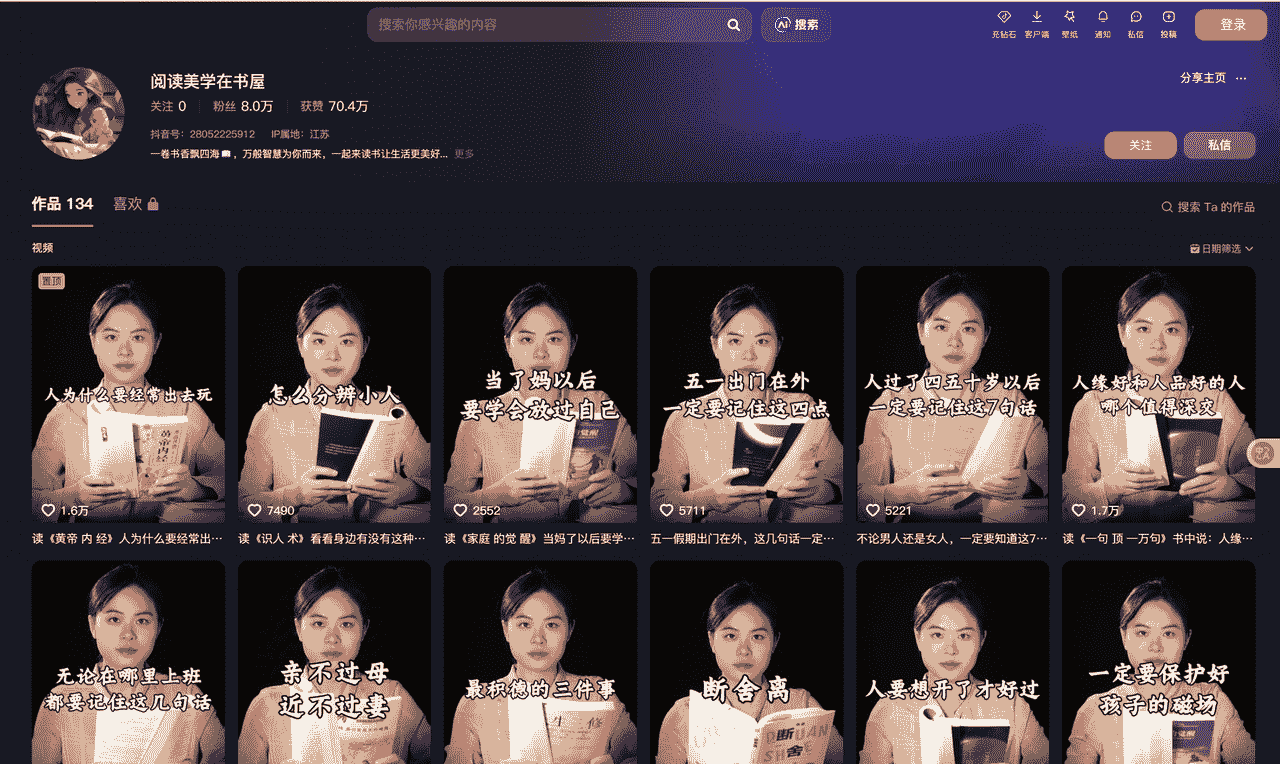 搜索你感兴趣的内容
搜索
充钻石
客户端
壁纸
通知
私信
投稿
登录
阅读美学在书屋
关注 0
粉丝 8.0万
获赞 70.4万
抖音号：28052225912
IP属地：江苏
一卷书香飘四海📖，万般智慧为你而来，一起来读书让生活更美好...
更多
分享主页
关注
私信
作品 134
喜欢
搜索 Ta 的作品
视频
日期筛选
置顶
人为什么要经常出去玩
1.6万
读《黄帝 内 经》人为什么要经常出…
怎么分辨小人
7490
读《识人 术》看看身边有没有这种…
当了妈以后
要学会放过自己
2552
读《家庭 的觉 醒》当妈了以后要学…
五一出门在外
一定要记住这四点
5711
五一假期出门在外，这几句话一定…
人过了四五十岁以后
一定要记住这7句话
5221
不论男人还是女人，一定要知道这7…
人缘好和人品好的人
哪个值得深交
1.7万
读《一句 顶 一万句》书中说：人缘…
无论在哪里上班
都要记住这几句话
亲不过母
近不过妻
最积德的三件事
断舍离
断
舍
人要想开了才好过
一定要保护好
孩子的磁场